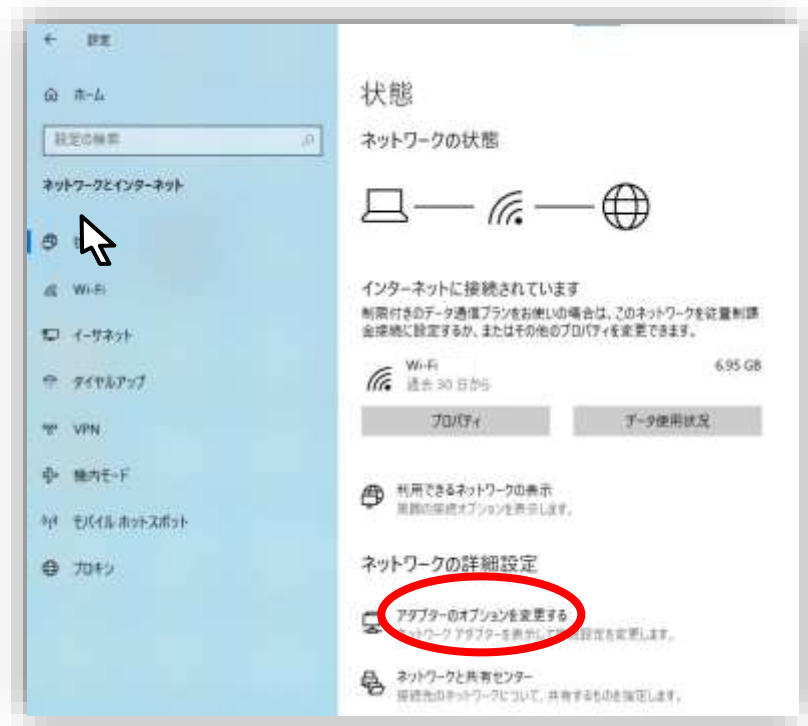 設定
ホーム
設定の検索
ネットワークとインターネット
Wi-Fi
イーサネット
ダイヤルアップ
VPN
機内モード
モバイル ホットスポット
プロキシ
状態
ネットワークの状態
インターネットに接続されています
制限付きのデータ通信プランをお使いの場合は、このネットワークを従量制課
金接続に設定するか、またはその他のプロパティを変更できます。
Wi-Fi
6.95 GB
過去 30 日から
プロパティ
データ使用状況
利用できるネットワークの表示
周囲の接続オプションを表示します。
ネットワークの詳細設定
アダプターのオプションを変更する
ネットワーク アダプターを表示して接続設定を変更します。
ネットワークと共有センター
接続先のネットワークについて、共有するものを指定します。